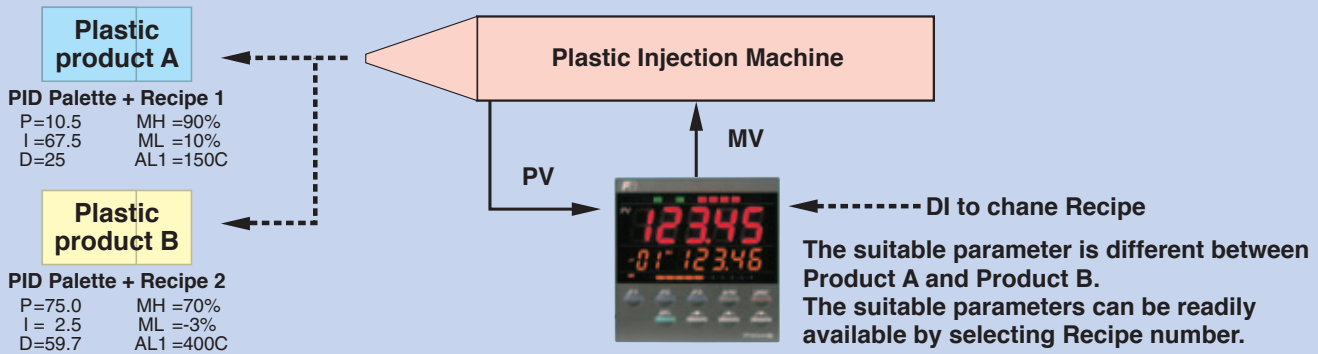 Plastic
product A
PID Palette + Recipe 1
P=10.5 MH =90%
I =67.5 ML =10%
D=25 AL1 =150C
Plastic
product B
PID Palette + Recipe 2
P=75.0 MH =70%
I = 2.5 ML =-3%
D=59.7 AL1 =400C
Plastic Injection Machine
PV
MV
PV
123.45
-01- 123.46
DI to chane Recipe
The suitable parameter is different between
Product A and Product B.
The suitable parameters can be readily
available by selecting Recipe number.